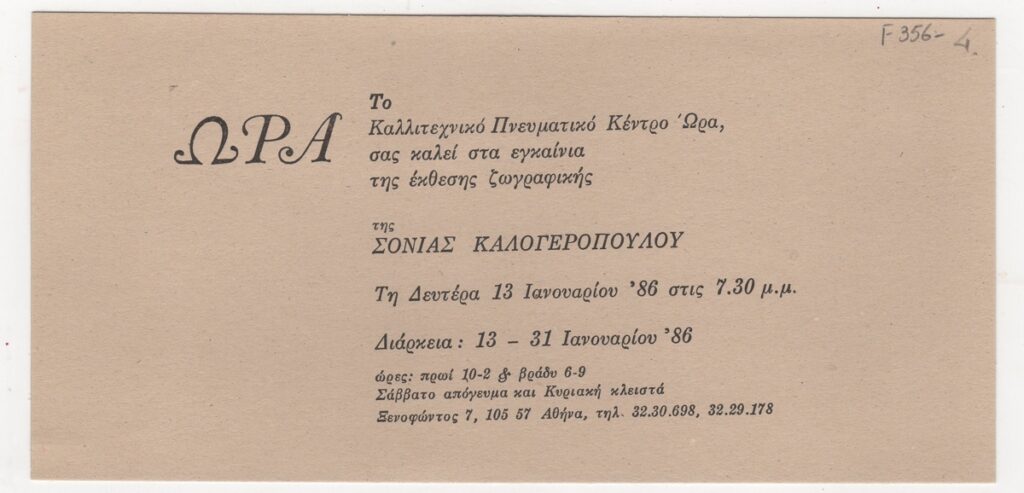 F 356-4.
ΩΡΑ
Το
Καλλιτεχνικό Πνευματικό Κέντρο Ώρα,
σας καλεί στα εγκαίνια
της έκθεσης ζωγραφικής
της
ΣΟΝΙΑΣ ΚΑΛΟΓΕΡΟΠΟΥΛΟΥ
Τη Δευτέρα 13 Ιανουαρίου '86 στις 7.30 μ.μ.
Διάρκεια: 13 – 31 Ιανουαρίου '86
ώρες: πρωί 10-2 & βράδυ 6-9
Σάββατο απόγευμα και Κυριακή κλειστά
Ξενοφώντος 7, 105 57 Αθήνα, τηλ. 32.30.698, 32.29.178